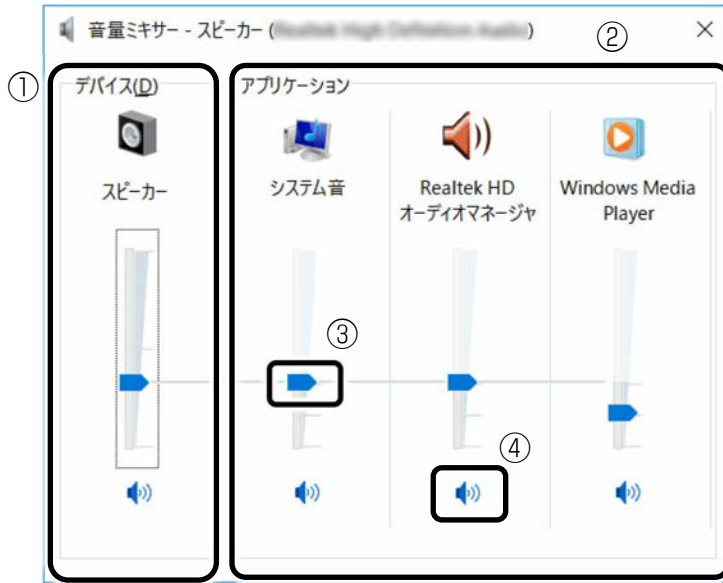 音量ミキサー - スピーカー ( )
②
①
デバイス(D)
アプリケーション
スピーカー
システム音
Realtek HD
オーディオマネージャ
Windows Media
Player
③
④